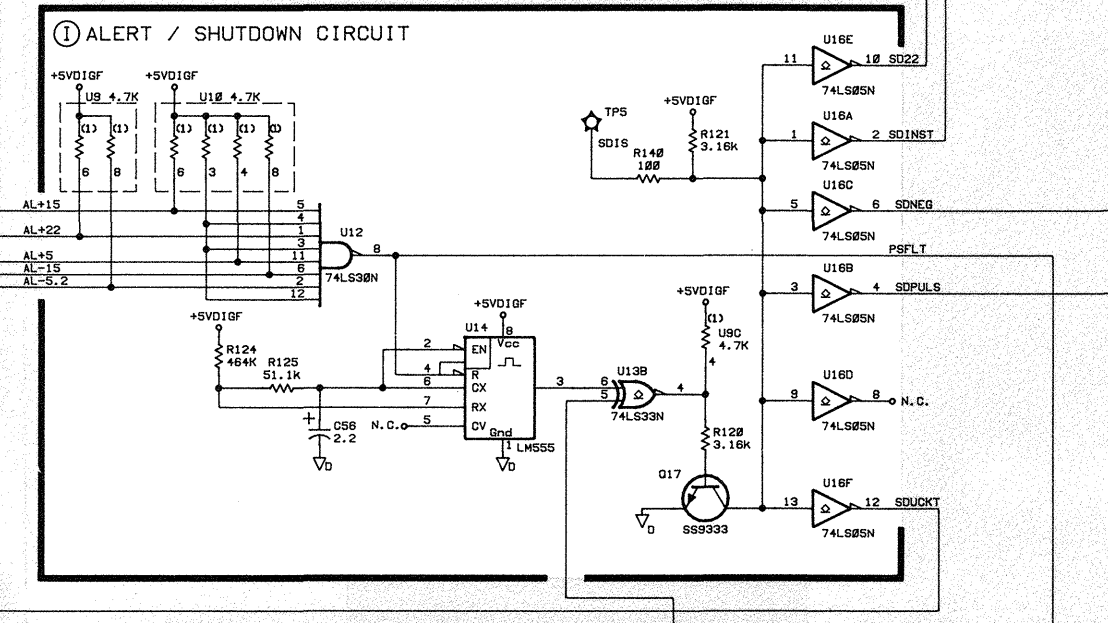 I ALERT / SHUTDOWN CIRCUIT
+5VDIGF +5VDIGF
U9 4.7K U10 4.7K
(1) (1) (1) (1) (1) (1)
6 8 6 3 4 8
AL+15 5
4
AL+22 1
3
AL+5 11
AL-15 6
AL-5.2 2
12
U12
8
74LS30N
+5VDIGF
R124
464K
R125
51.1K
+
C56
2.2
D
N.C.
+5VDIGF
U14
8
Vcc
2 EN
4 R
6 CX
7 RX
5 CV
Gnd
1 LM555
D
3
TP5
SDIS
R140
100
+5VDIGF
R121
3.16K
+5VDIGF
(1)
U9C
4.7K
4
U13B
6
5
4
74LS33N
R120
3.16K
Q17
SS9333
D
U16E
11 10 SD22
74LS05N
U16A
1 2 SDINST
74LS05N
U16C
5 6 SDNEG
74LS05N
PSFLT
U16B
3 4 SDPULS
74LS05N
U16D
9 8 N.C.
74LS05N
U16F
13 12 SDUCKT
74LS05N